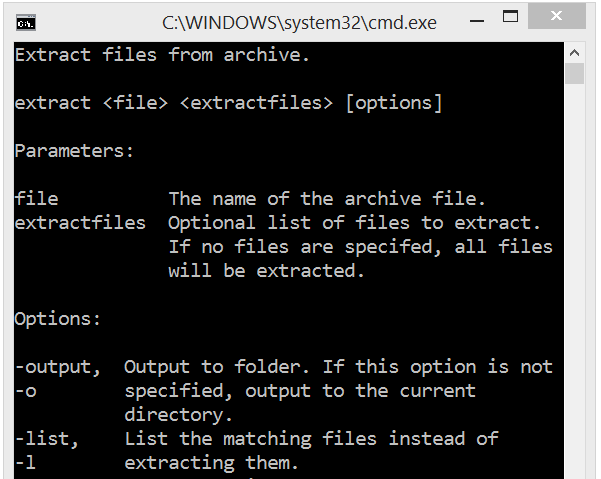 C:\WINDOWS\system32\cmd.exe
Extract files from archive.
extract <file> <extractfiles> [options]
Parameters:
file The name of the archive file.
extractfiles Optional list of files to extract.
If no files are specifed, all files
will be extracted.
Options:
-output, Output to folder. If this option is not
-o specified, output to the current
directory.
-list, List the matching files instead of
-l extracting them.